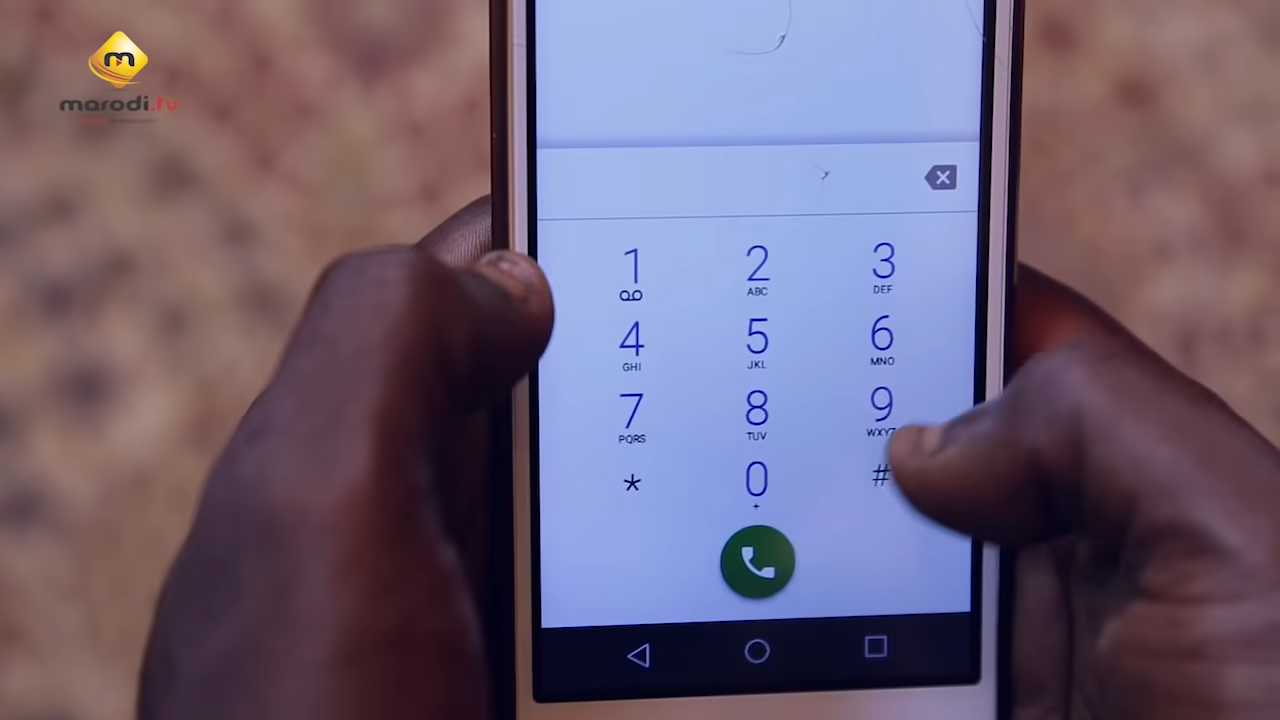 marodi.tv
1 2 3
ABC DEF
4 5 6
GHI JKL MNO
7 8 9
PQRS TUV WXYZ
* 0 #
+